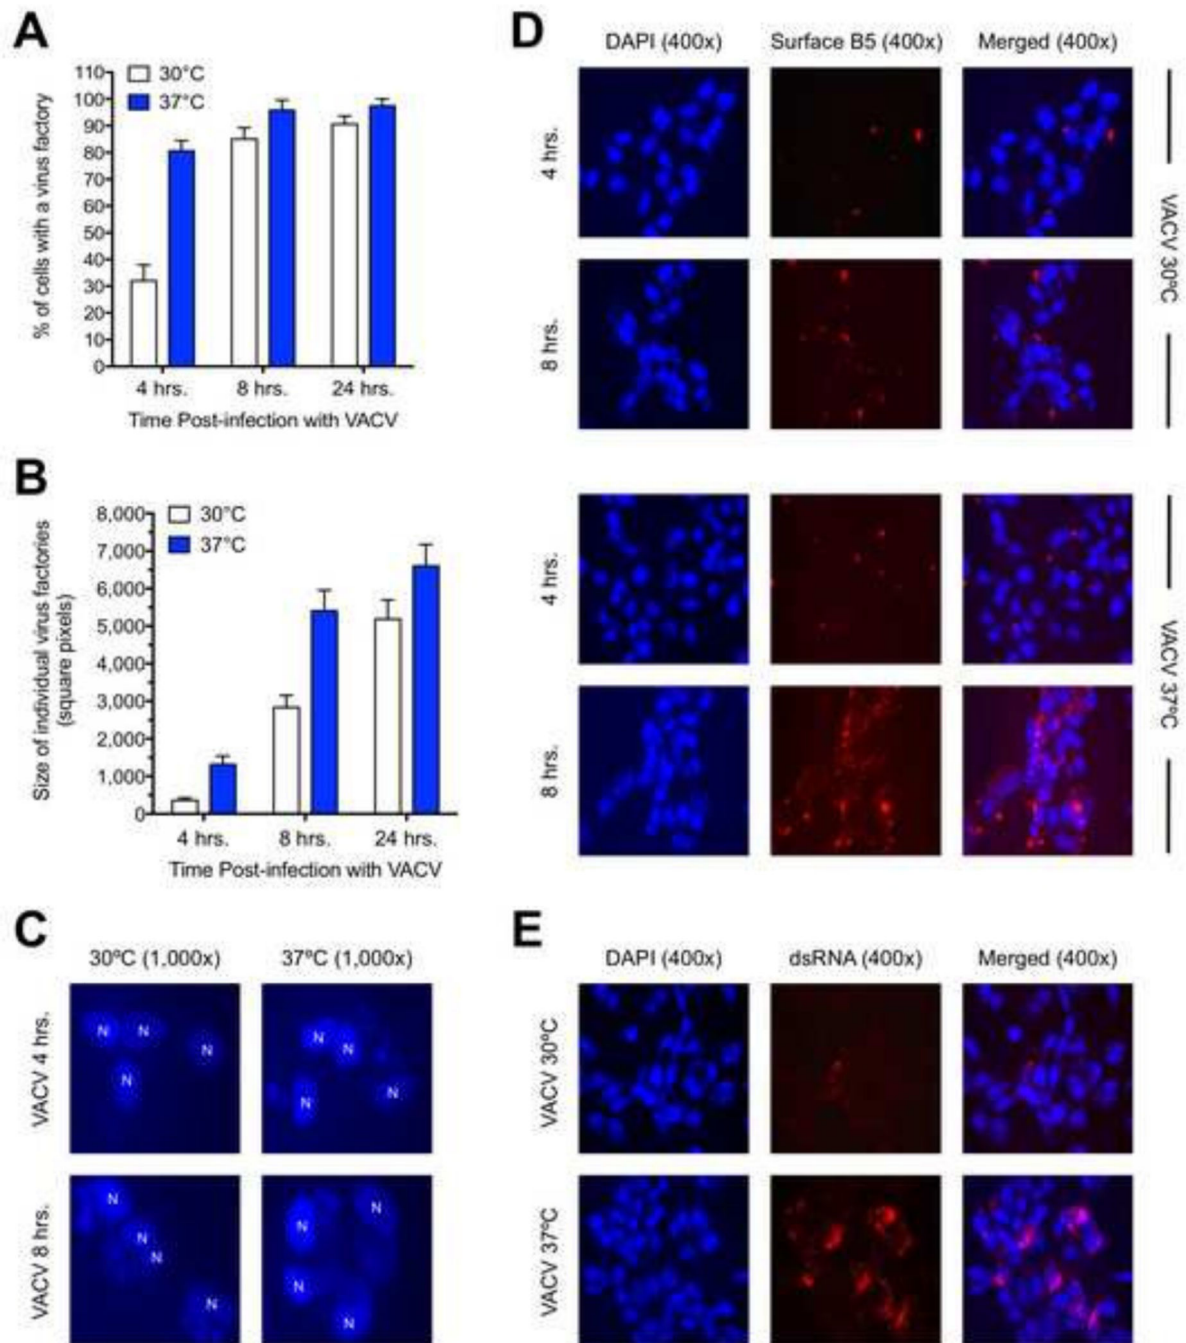 A
110
100
90
80
70
60
50
40
30
20
10
0
% of cells with a virus factory
30°C
37°C
4 hrs.
8 hrs.
24 hrs.
Time Post-infection with VACV
B
8,000
7,000
6,000
5,000
4,000
3,000
2,000
1,000
0
Size of individual virus factories
(square pixels)
30°C
37°C
4 hrs.
8 hrs.
24 hrs.
Time Post-infection with VACV
C
30ºC (1,000x)
37ºC (1,000x)
VACV 4 hrs.
N
N
N
N
N
N
N
N
VACV 8 hrs.
N
N
N
N
N
N
N
N
D
DAPI (400x)
Surface B5 (400x)
Merged (400x)
4 hrs.
8 hrs.
VACV 30ºC
4 hrs.
8 hrs.
VACV 37ºC
E
DAPI (400x)
dsRNA (400x)
Merged (400x)
VACV 30ºC
VACV 37ºC